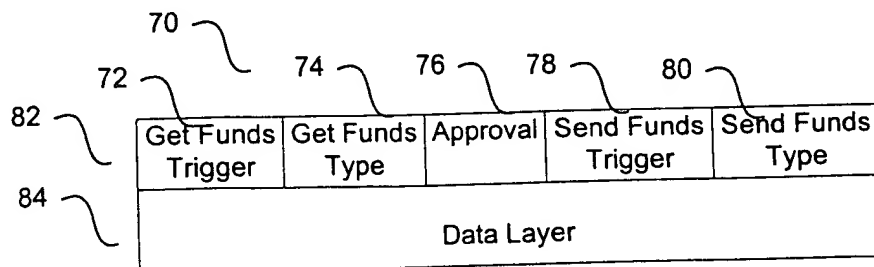 70
72
74
76
78
80
82
Get Funds Trigger
Get Funds Type
Approval
Send Funds Trigger
Send Funds Type
84
Data Layer